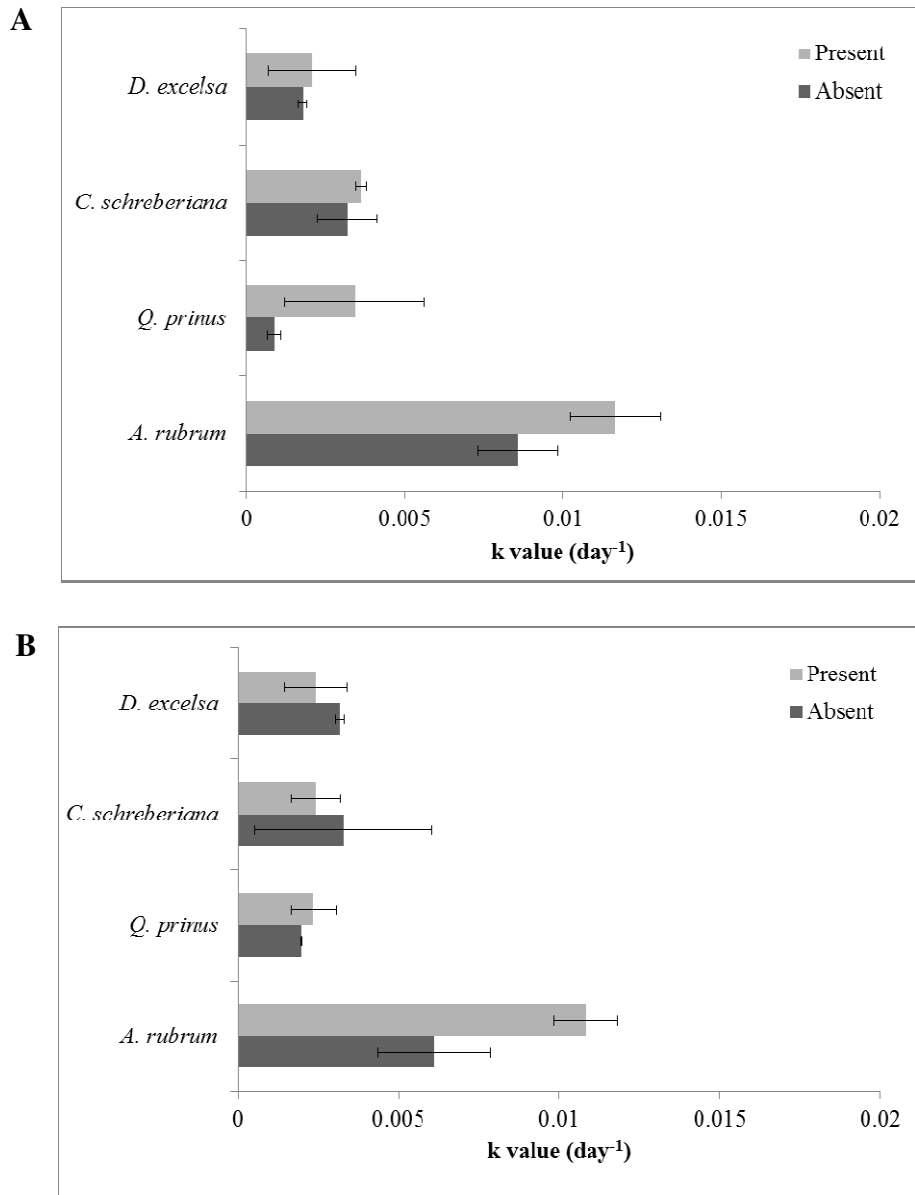 A
Present
Absent
D. excelsa
C. schreberiana
Q. prinus
A. rubrum
0 0.005 0.01 0.015 0.02
k value (day⁻¹)
B
Present
Absent
D. excelsa
C. schreberiana
Q. prinus
A. rubrum
0 0.005 0.01 0.015 0.02
k value (day⁻¹)